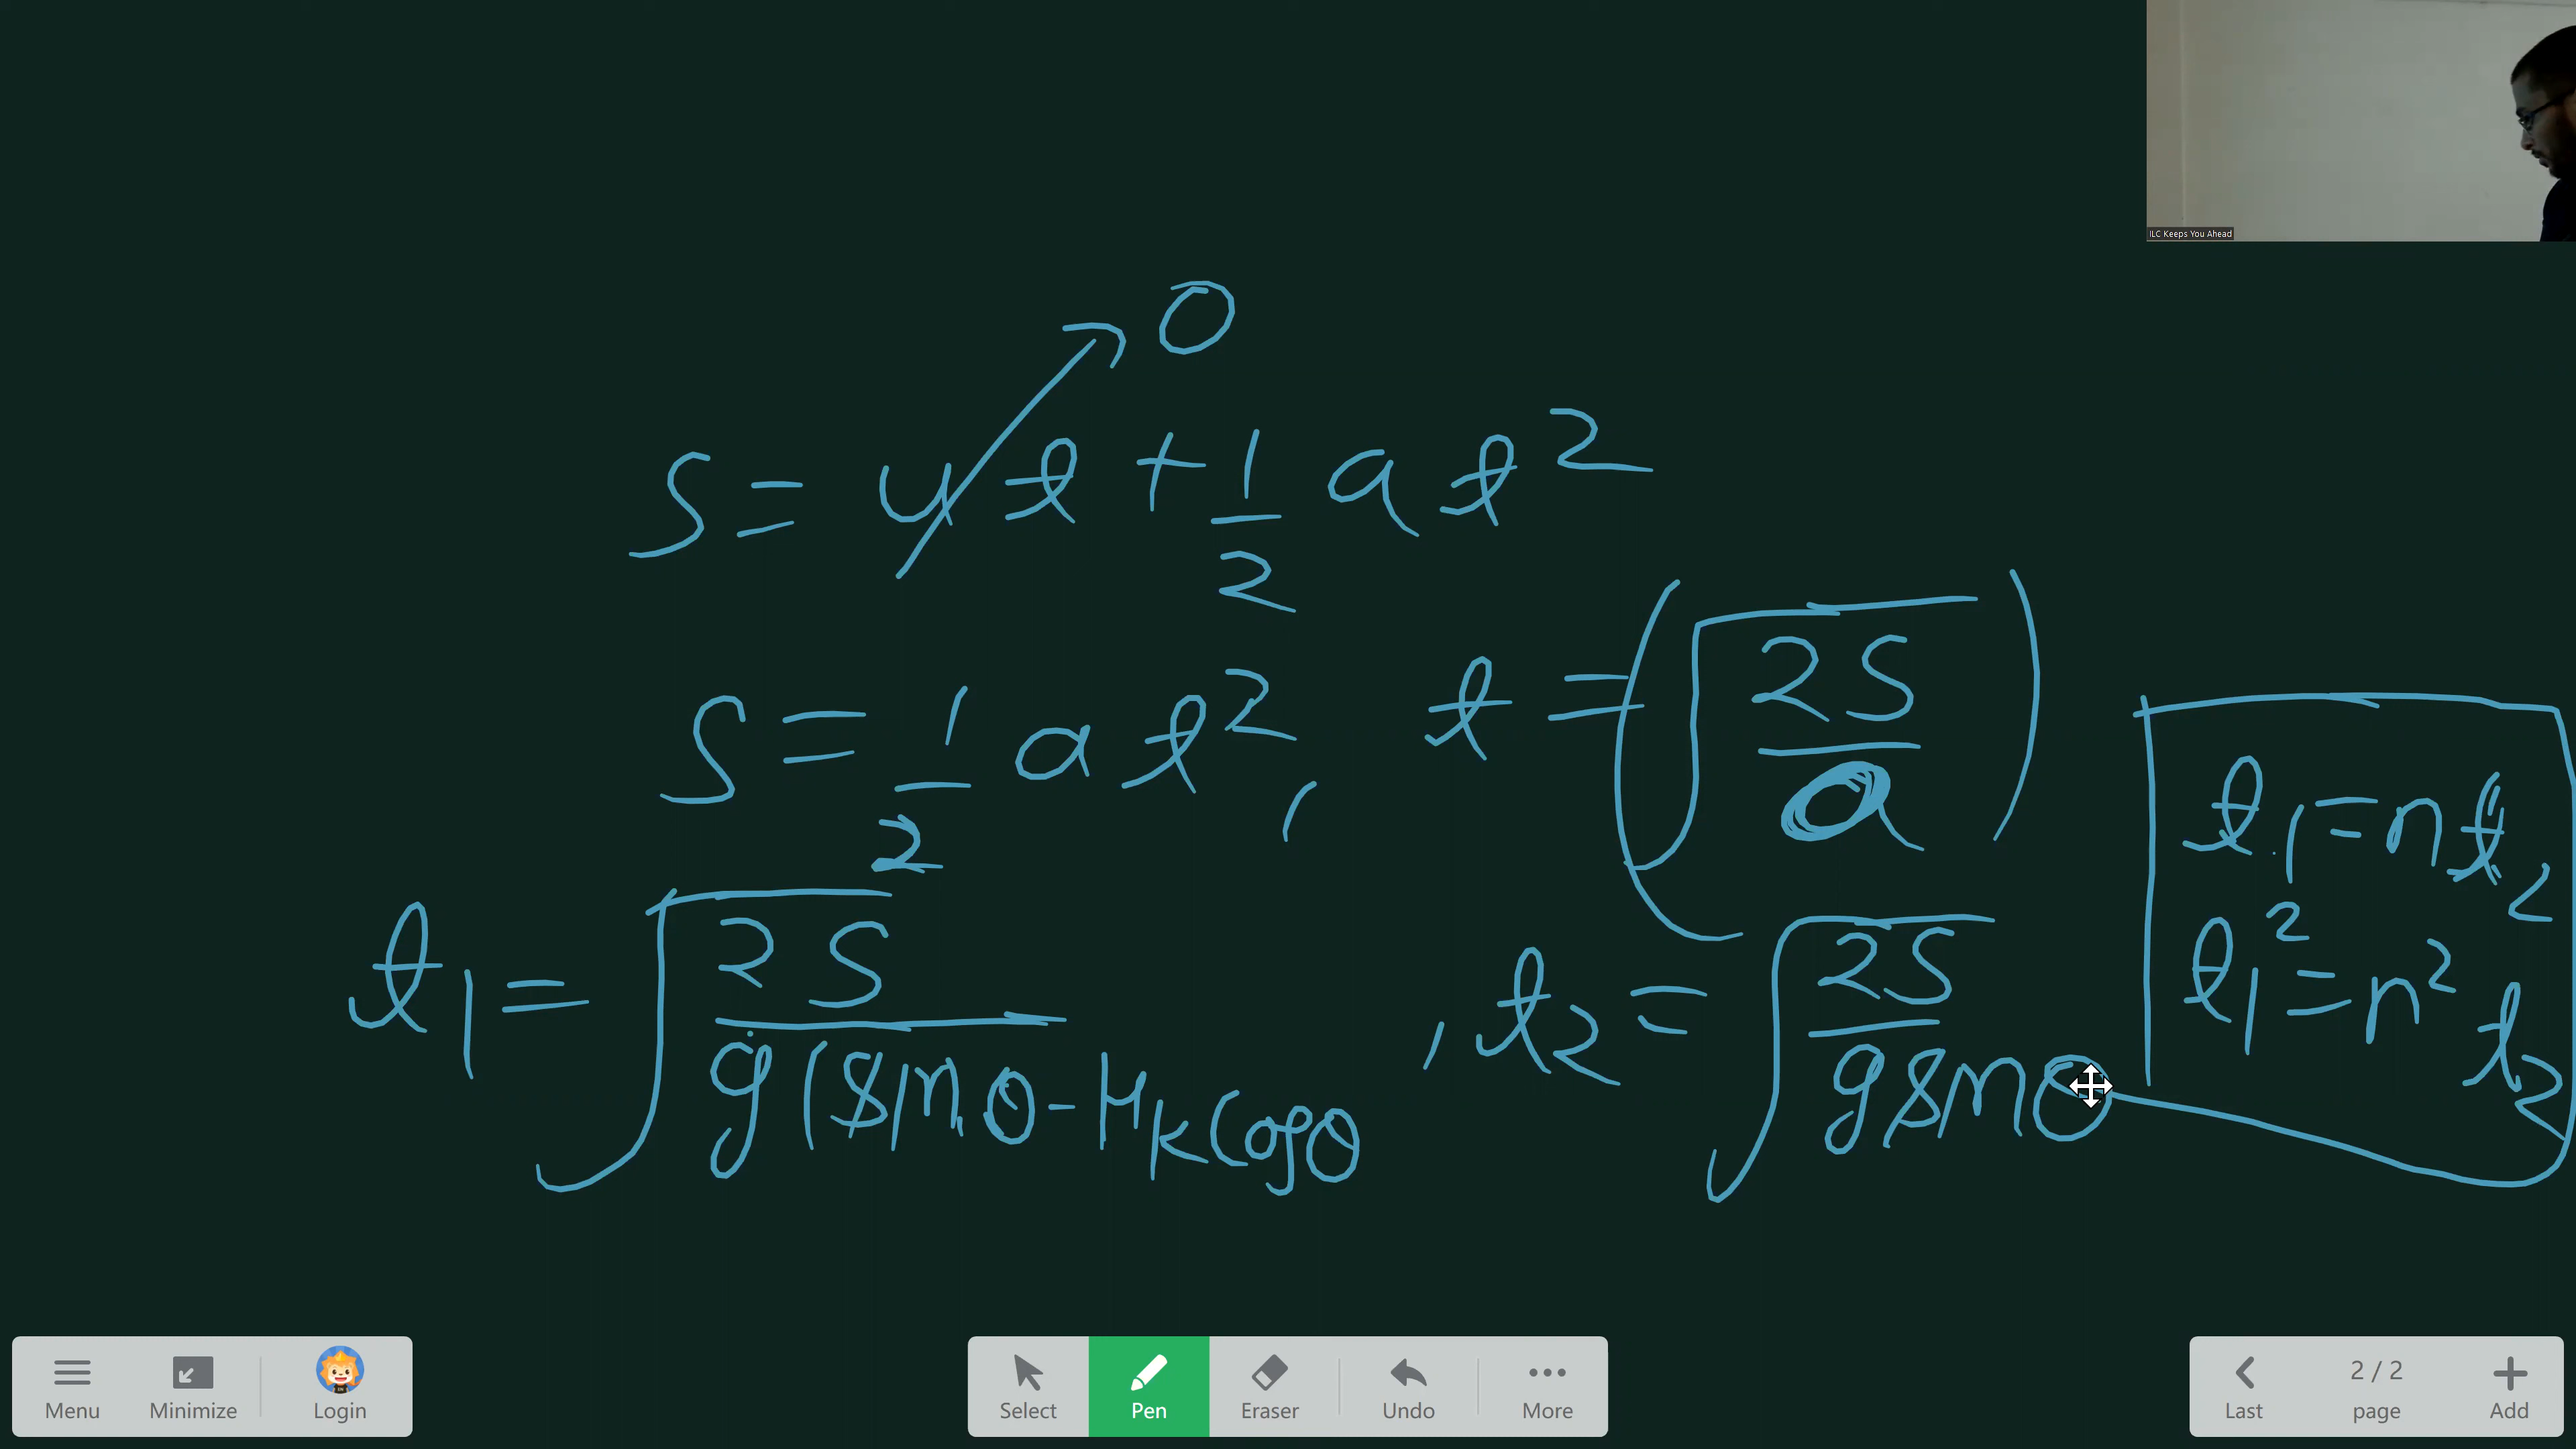 ILC Keeps You Ahead
0
S = ut + 1/2 at²
S = 1/2 at², t = (√(2S/a))
t₁ = nt₂
t₁² = n² t₂
t₁ = √(2S/g(sinθ - μₖ cosθ , t₂ = √(2S/g sinθ)
Menu Minimize Login Select Pen Eraser Undo More Last 2 / 2 page Add